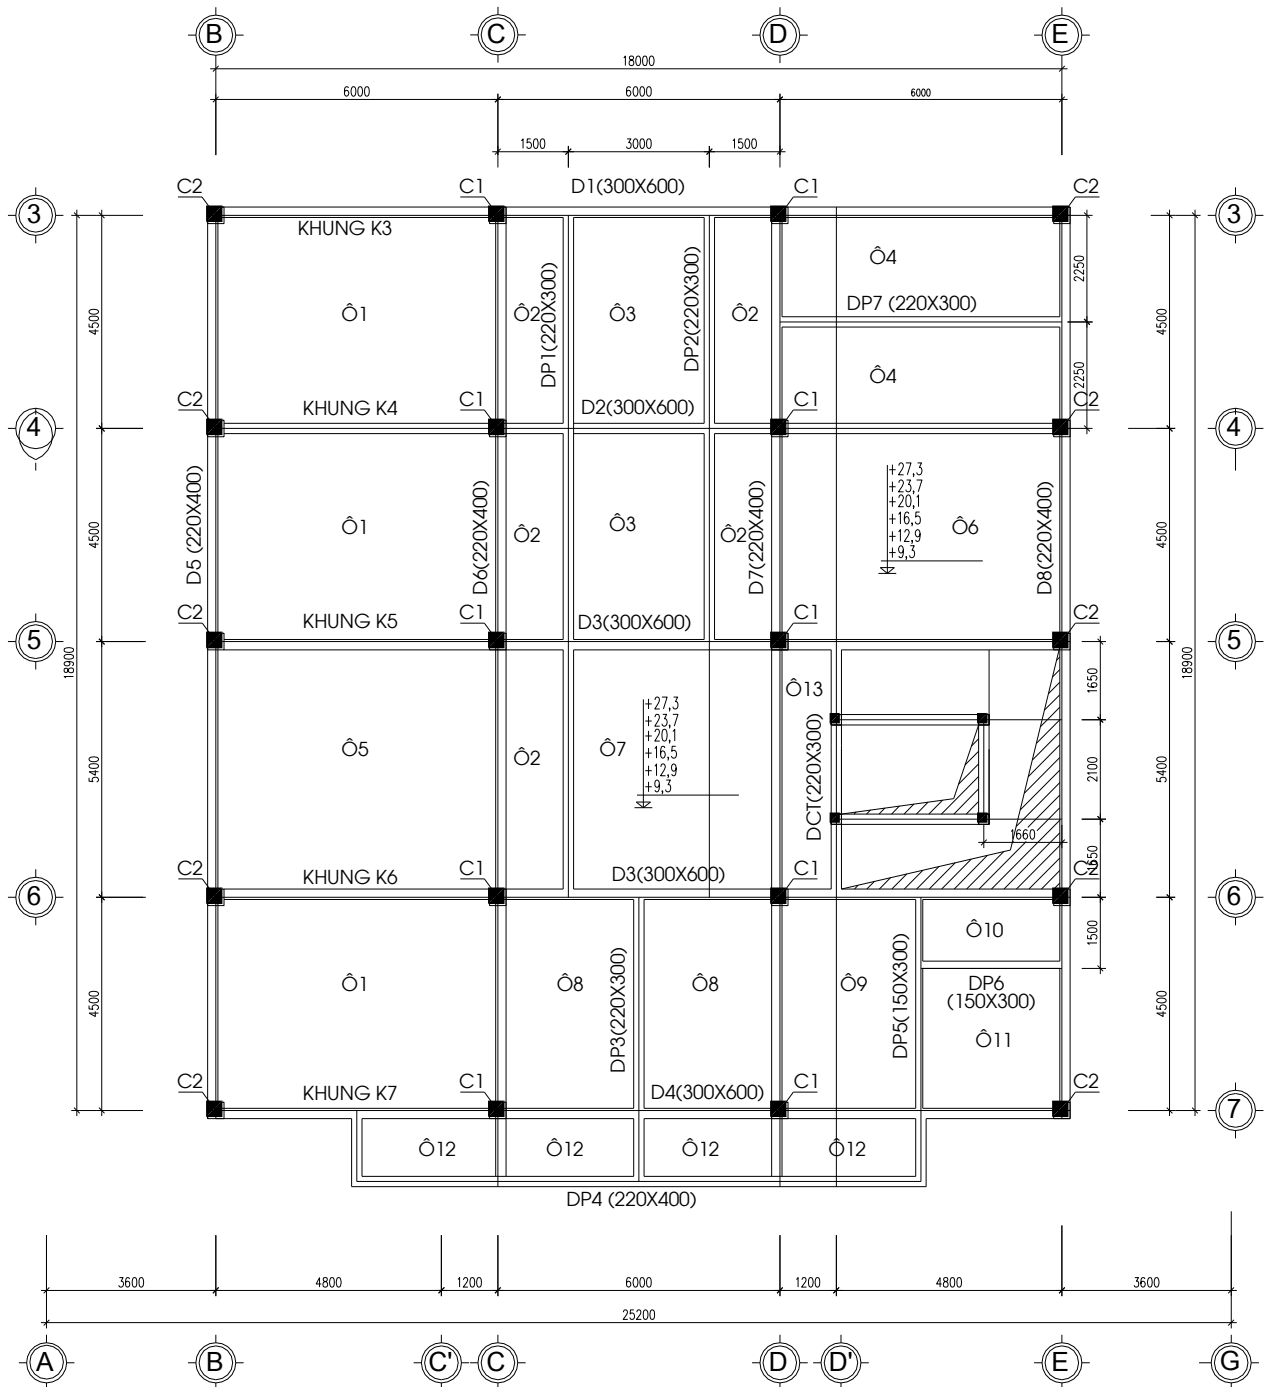 B C D E
18000
6000 6000 6000
1500 3000 1500
D1(300X600)
C2 C1 C1 C2
3 3
KHUNG K3
Ô4
2250
DP7 (220X300)
4500 Ô1 Ô2 DP1(220X300) Ô3 DP2(220X300) Ô2 4500
Ô4
2250
C2 KHUNG K4 C1 D2(300X600) C1 C2
4 4
D5 (220X400)
D6(220X400)
D7(220X400)
D8(220X400)
+27,3
+23,7
+20,1
+16,5
+12,9
+9,3
4500 Ô1 Ô2 Ô3 Ô2 Ô6 4500
C2 KHUNG K5 C1 D3(300X600) C1 C2
5 5
18900 18900
1650
Ô13
+27,3
+23,7
+20,1
+16,5
+12,9
+9,3
5400 Ô5 Ô2 Ô7 DCT(220X300) 2100 5400
1660
1650
C2 KHUNG K6 C1 D3(300X600) C1 C2
6 6
Ô10 1500
4500 Ô1 Ô8 DP3(220X300) Ô8 Ô9 DP5(150X300) DP6 4500
(150X300)
Ô11
C2 KHUNG K7 C1 D4(300X600) C1 C2
7
Ô12 Ô12 Ô12 Ô12
DP4 (220X400)
3600 4800 1200 6000 1200 4800 3600
25200
A B C' C D D' E G